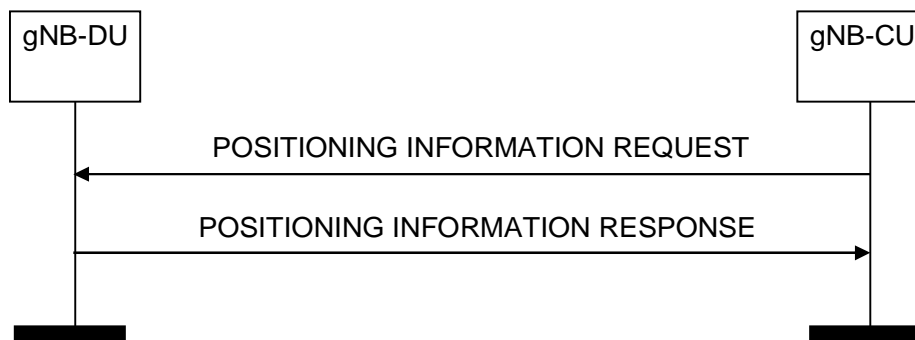 gNB-DU
gNB-CU
POSITIONING INFORMATION REQUEST
POSITIONING INFORMATION RESPONSE